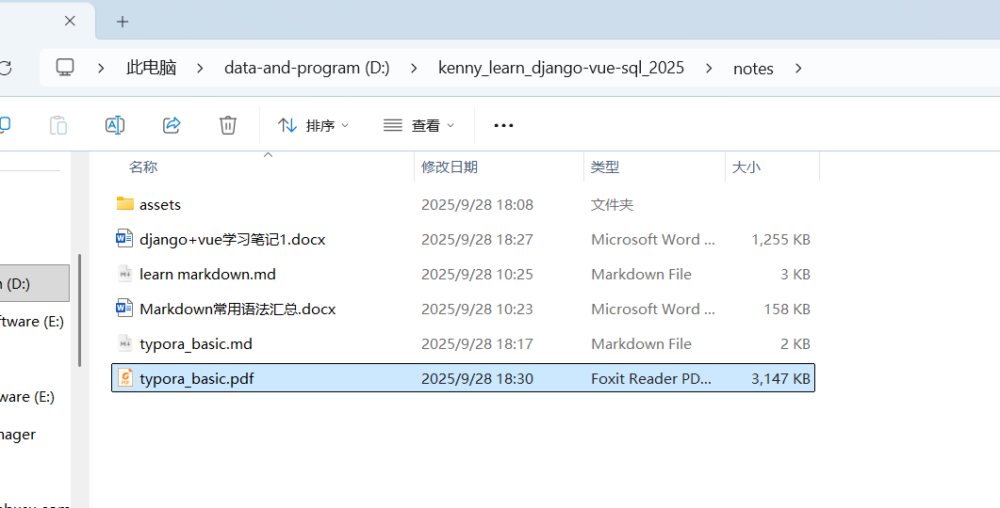 此电脑 data-and-program (D:) kenny_learn_django-vue-sql_2025 notes
排序 查看
名称 修改日期 类型 大小
assets 2025/9/28 18:08 文件夹
django+vue学习笔记1.docx 2025/9/28 18:27 Microsoft Word ... 1,255 KB
learn markdown.md 2025/9/28 10:25 Markdown File 3 KB
Markdown常用语法汇总.docx 2025/9/28 10:23 Microsoft Word ... 158 KB
typora_basic.md 2025/9/28 18:17 Markdown File 2 KB
typora_basic.pdf 2025/9/28 18:30 Foxit Reader PD... 3,147 KB
(D:)
ftware (E:)
ware (E:)
nager